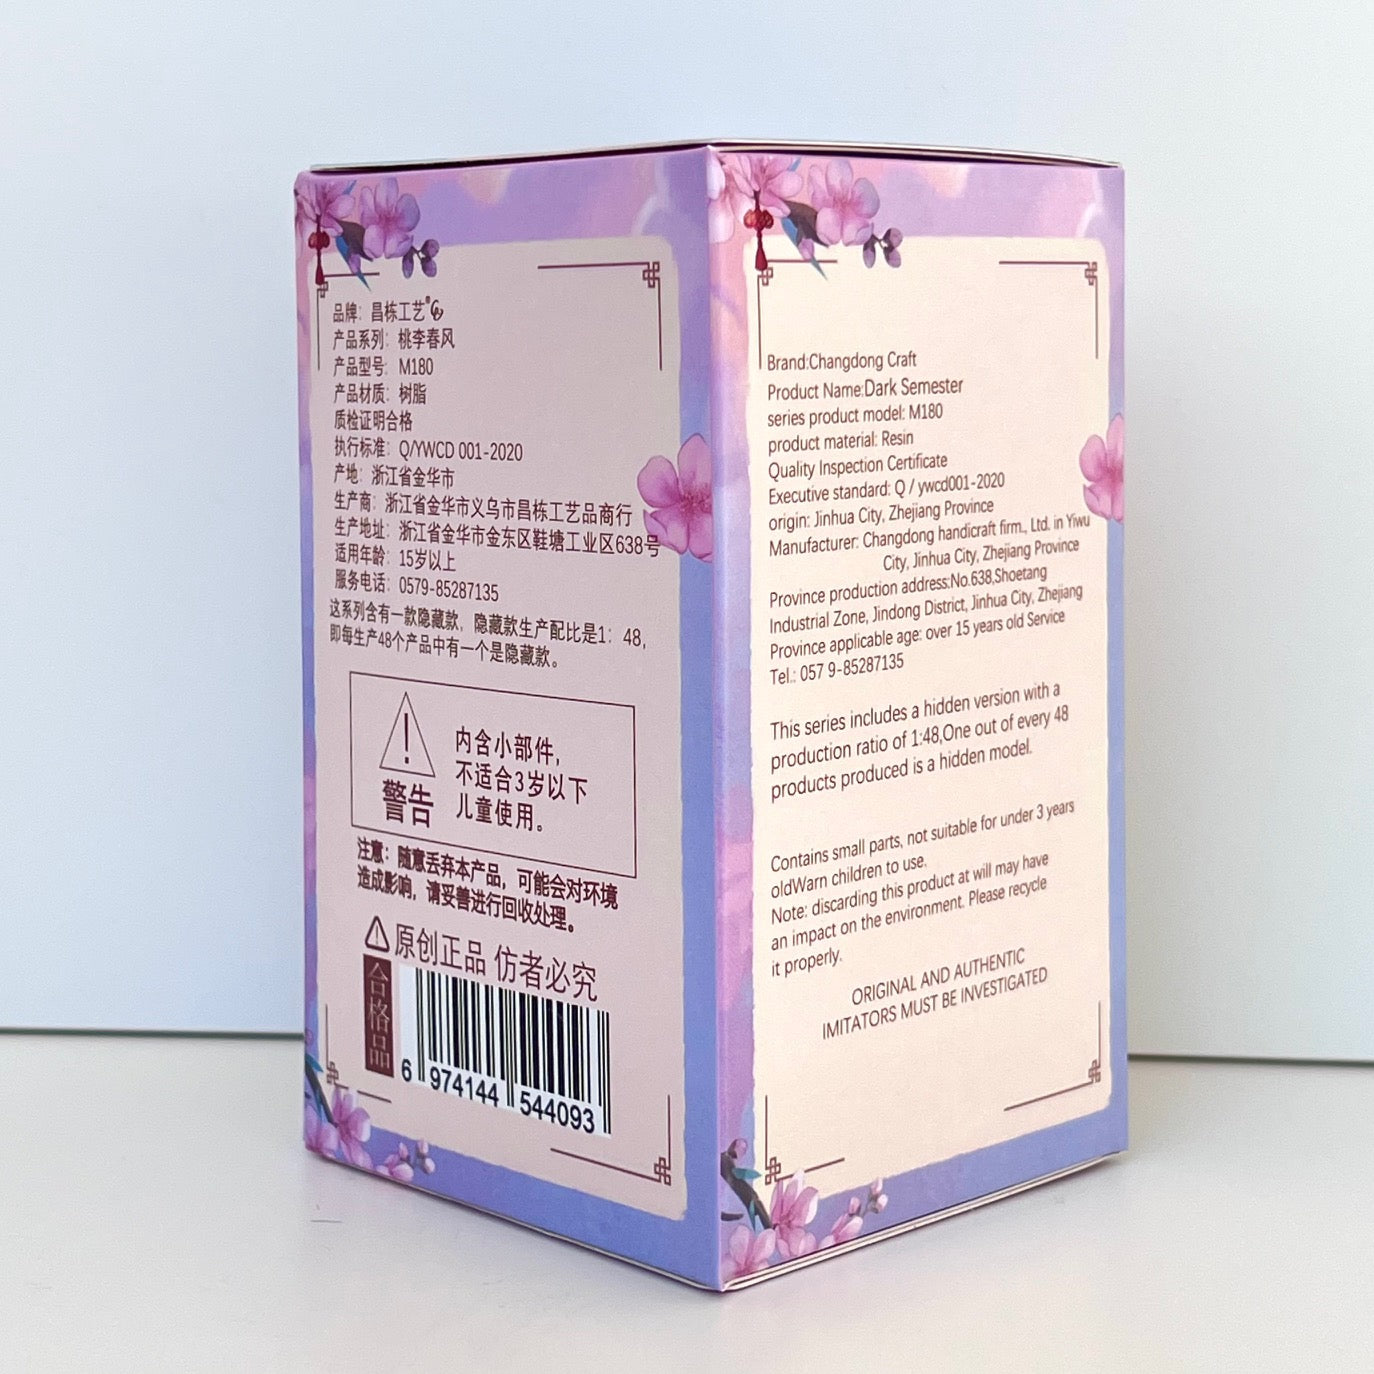 品牌：昌栋工艺®
产品系列：桃李春风
产品型号：M180
产品材质：树脂
质检证明合格
执行标准：Q/YWCD 001-2020
产地：浙江省金华市
生产商：浙江省金华市义乌市昌栋工艺品商行
生产地址：浙江省金华市金东区鞋塘工业区638号
适用年龄：15岁以上
服务电话：0579-85287135
这系列含有一款隐藏款，隐藏款生产配比是1：48，
即每生产48个产品中有一个是隐藏款。
警告
内含小部件，
不适合3岁以下
儿童使用。
注意：随意丢弃本产品，可能会对环境
造成影响，请妥善进行回收处理。
原创正品 仿者必究
合格品
6 974144 544093
Brand:Changdong Craft
Product Name:Dark Semester
series product model: M180
product material: Resin
Quality Inspection Certificate
Executive standard: Q / ywcd001-2020
origin: Jinhua City, Zhejiang Province
Manufacturer: Changdong handicraft firm., Ltd. in Yiwu
City, Jinhua City, Zhejiang Province
Province production address:No.638,Shoetang
Industrial Zone, Jindong District, Jinhua City, Zhejiang
Province applicable age: over 15 years old Service
Tel.: 057 9-85287135
This series includes a hidden version with a
production ratio of 1:48,One out of every 48
products produced is a hidden model.
Contains small parts, not suitable for under 3 years
oldWarn children to use.
Note: discarding this product at will may have
an impact on the environment. Please recycle
it properly.
ORIGINAL AND AUTHENTIC
IMITATORS MUST BE INVESTIGATED